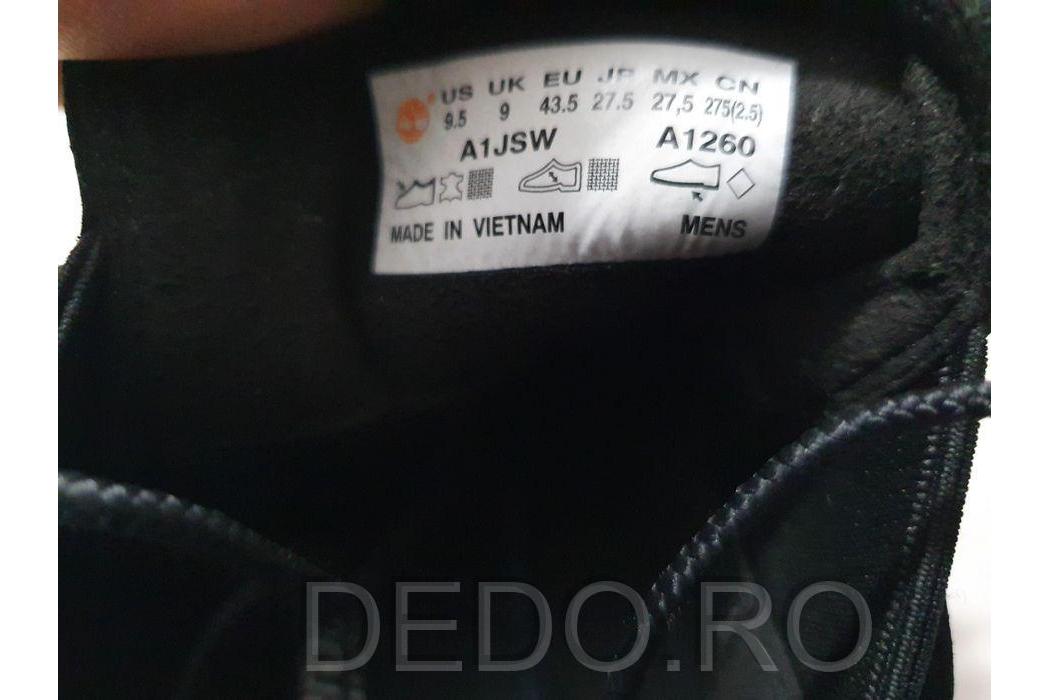 US UK EU JP MX CN
9.5 9 43.5 27.5 27,5 275(2.5)
A1JSW A1260
MADE IN VIETNAM MENS
DEDO.RO